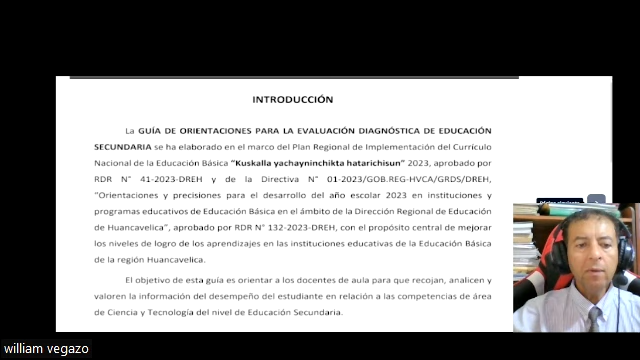 INTRODUCCIÓN
La GUÍA DE ORIENTACIONES PARA LA EVALUACIÓN DIAGNÓSTICA DE EDUCACIÓN
SECUNDARIA se ha elaborado en el marco del Plan Regional de Implementación del Currículo
Nacional de la Educación Básica "Kuskalla yachayninchikta hatarichisun" 2023, aprobado por
RDR N° 41-2023-DREH y de la Directiva N° 01-2023/GOB.REG-HVCA/GRDS/DREH,
"Orientaciones y precisiones para el desarrollo del año escolar 2023 en instituciones y
programas educativos de Educación Básica en el ámbito de la Dirección Regional de Educación
de Huancavelica", aprobado por RDR N° 132-2023-DREH, con el propósito central de mejorar
los niveles de logro de los aprendizajes en las instituciones educativas de la Educación Básica
de la región Huancavelica.
El objetivo de esta guía es orientar a los docentes de aula para que recojan, analicen y
valoren la información del desempeño del estudiante en relación a las competencias de área
de Ciencia y Tecnología del nivel de Educación Secundaria.
william vegazo